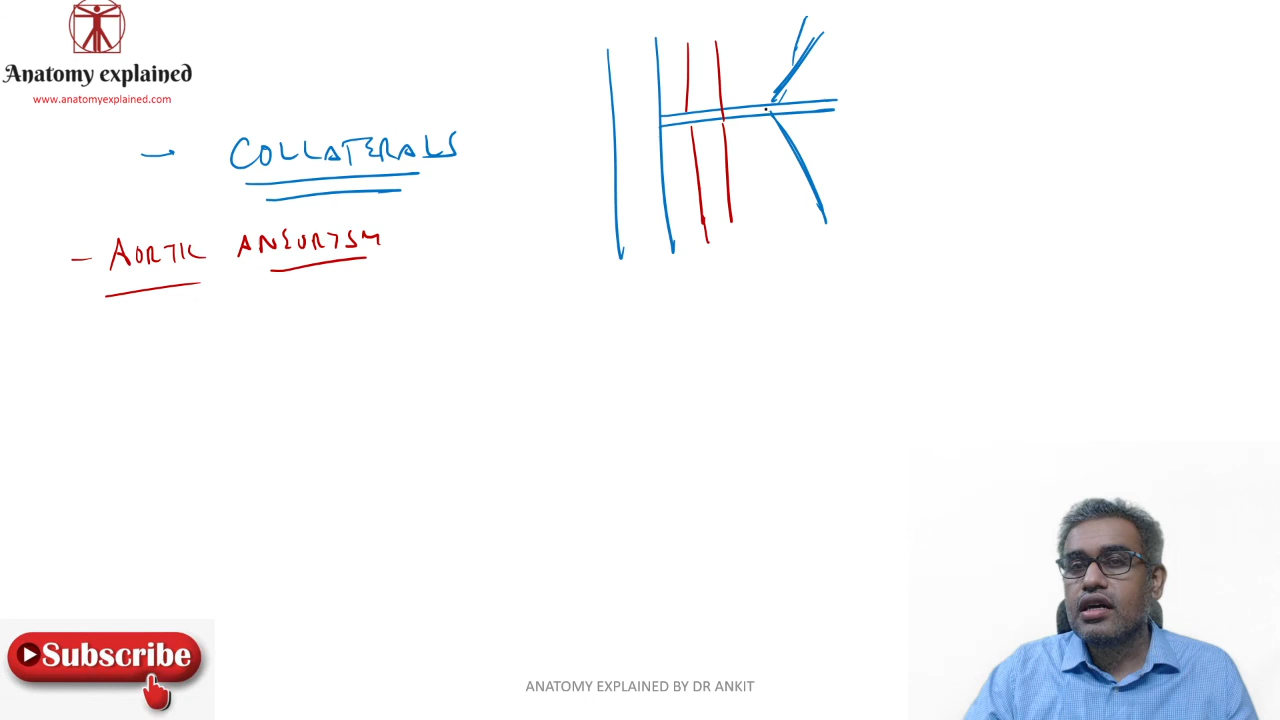 Anatomy explained
www.anatomyexplained.com
- COLLATERALS
- AORTIC ANEURYSM
Subscribe
ANATOMY EXPLAINED BY DR ANKIT